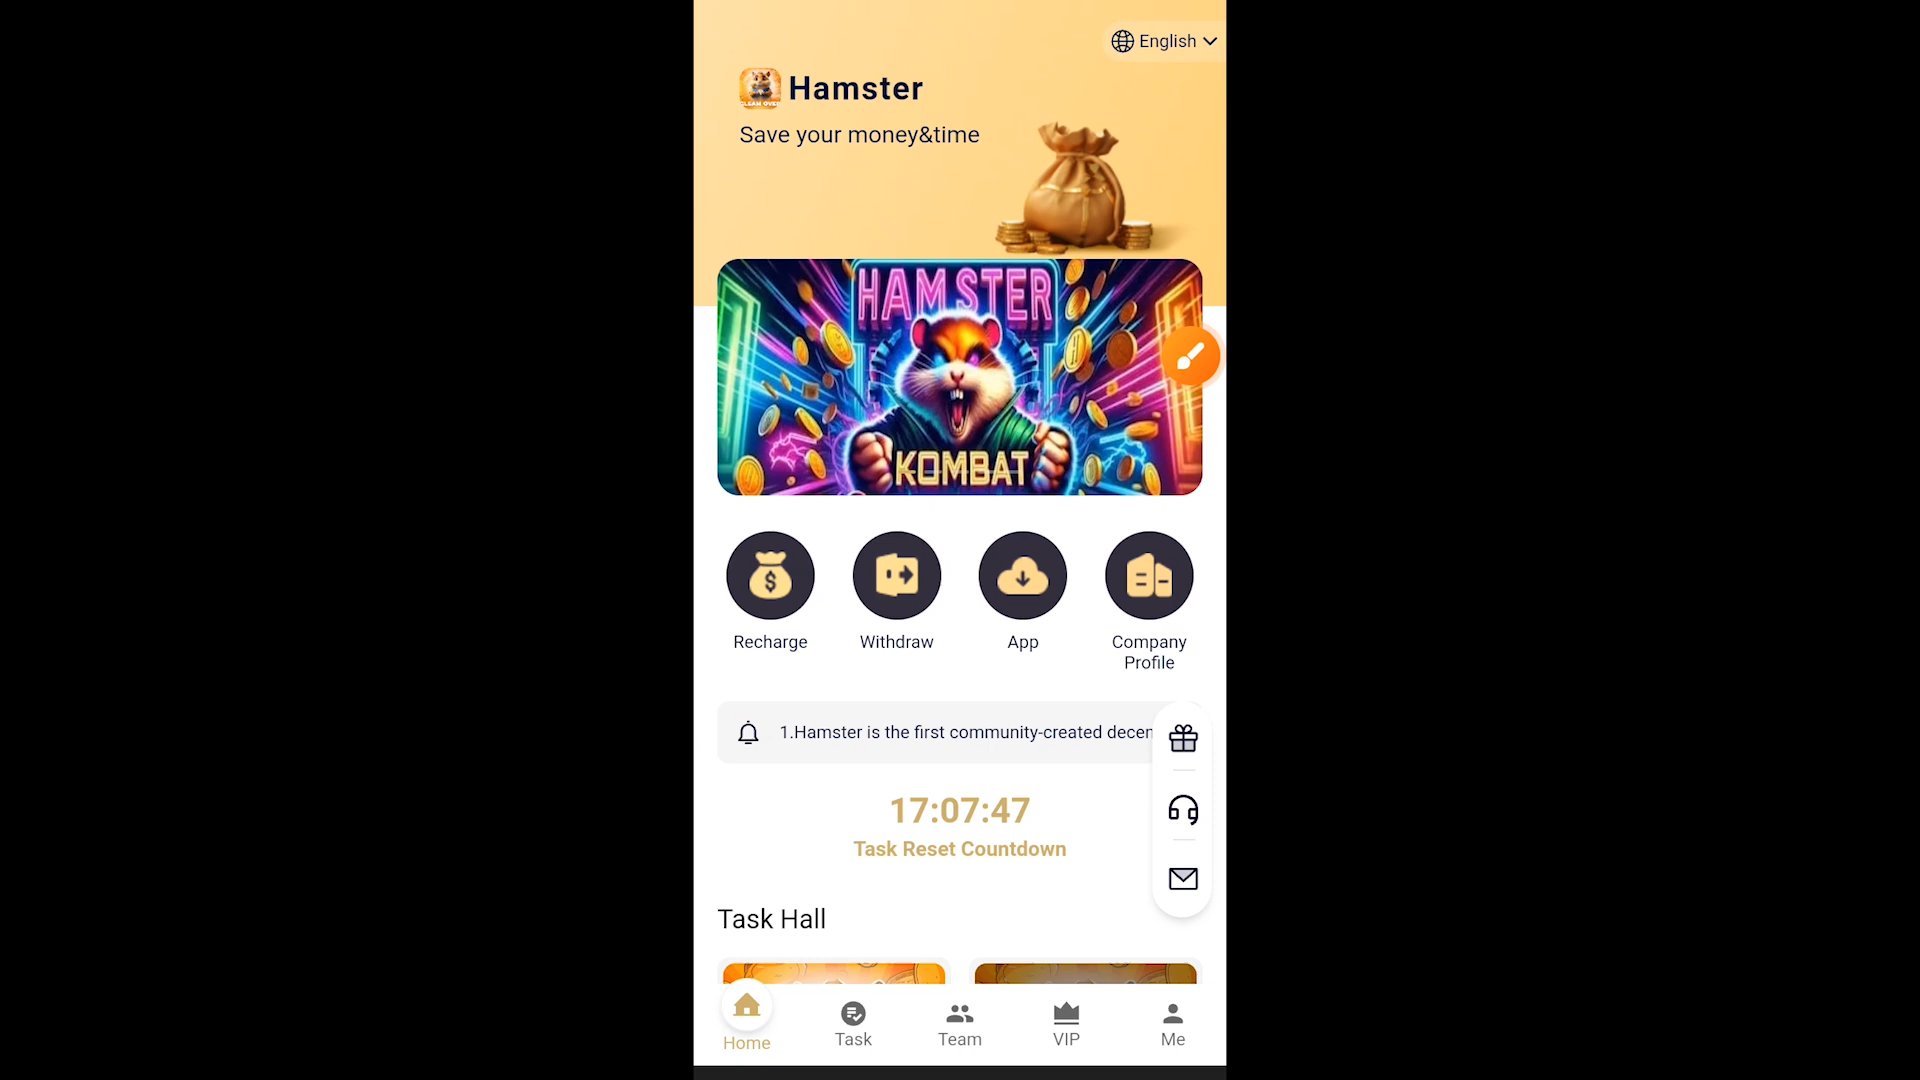 English
Hamster
Save your money&time
HAMSTER
KOMBAT
Recharge
Withdraw
App
Company
Profile
1.Hamster is the first community-created decen
17:07:47
Task Reset Countdown
Task Hall
Home
Task
Team
VIP
Me